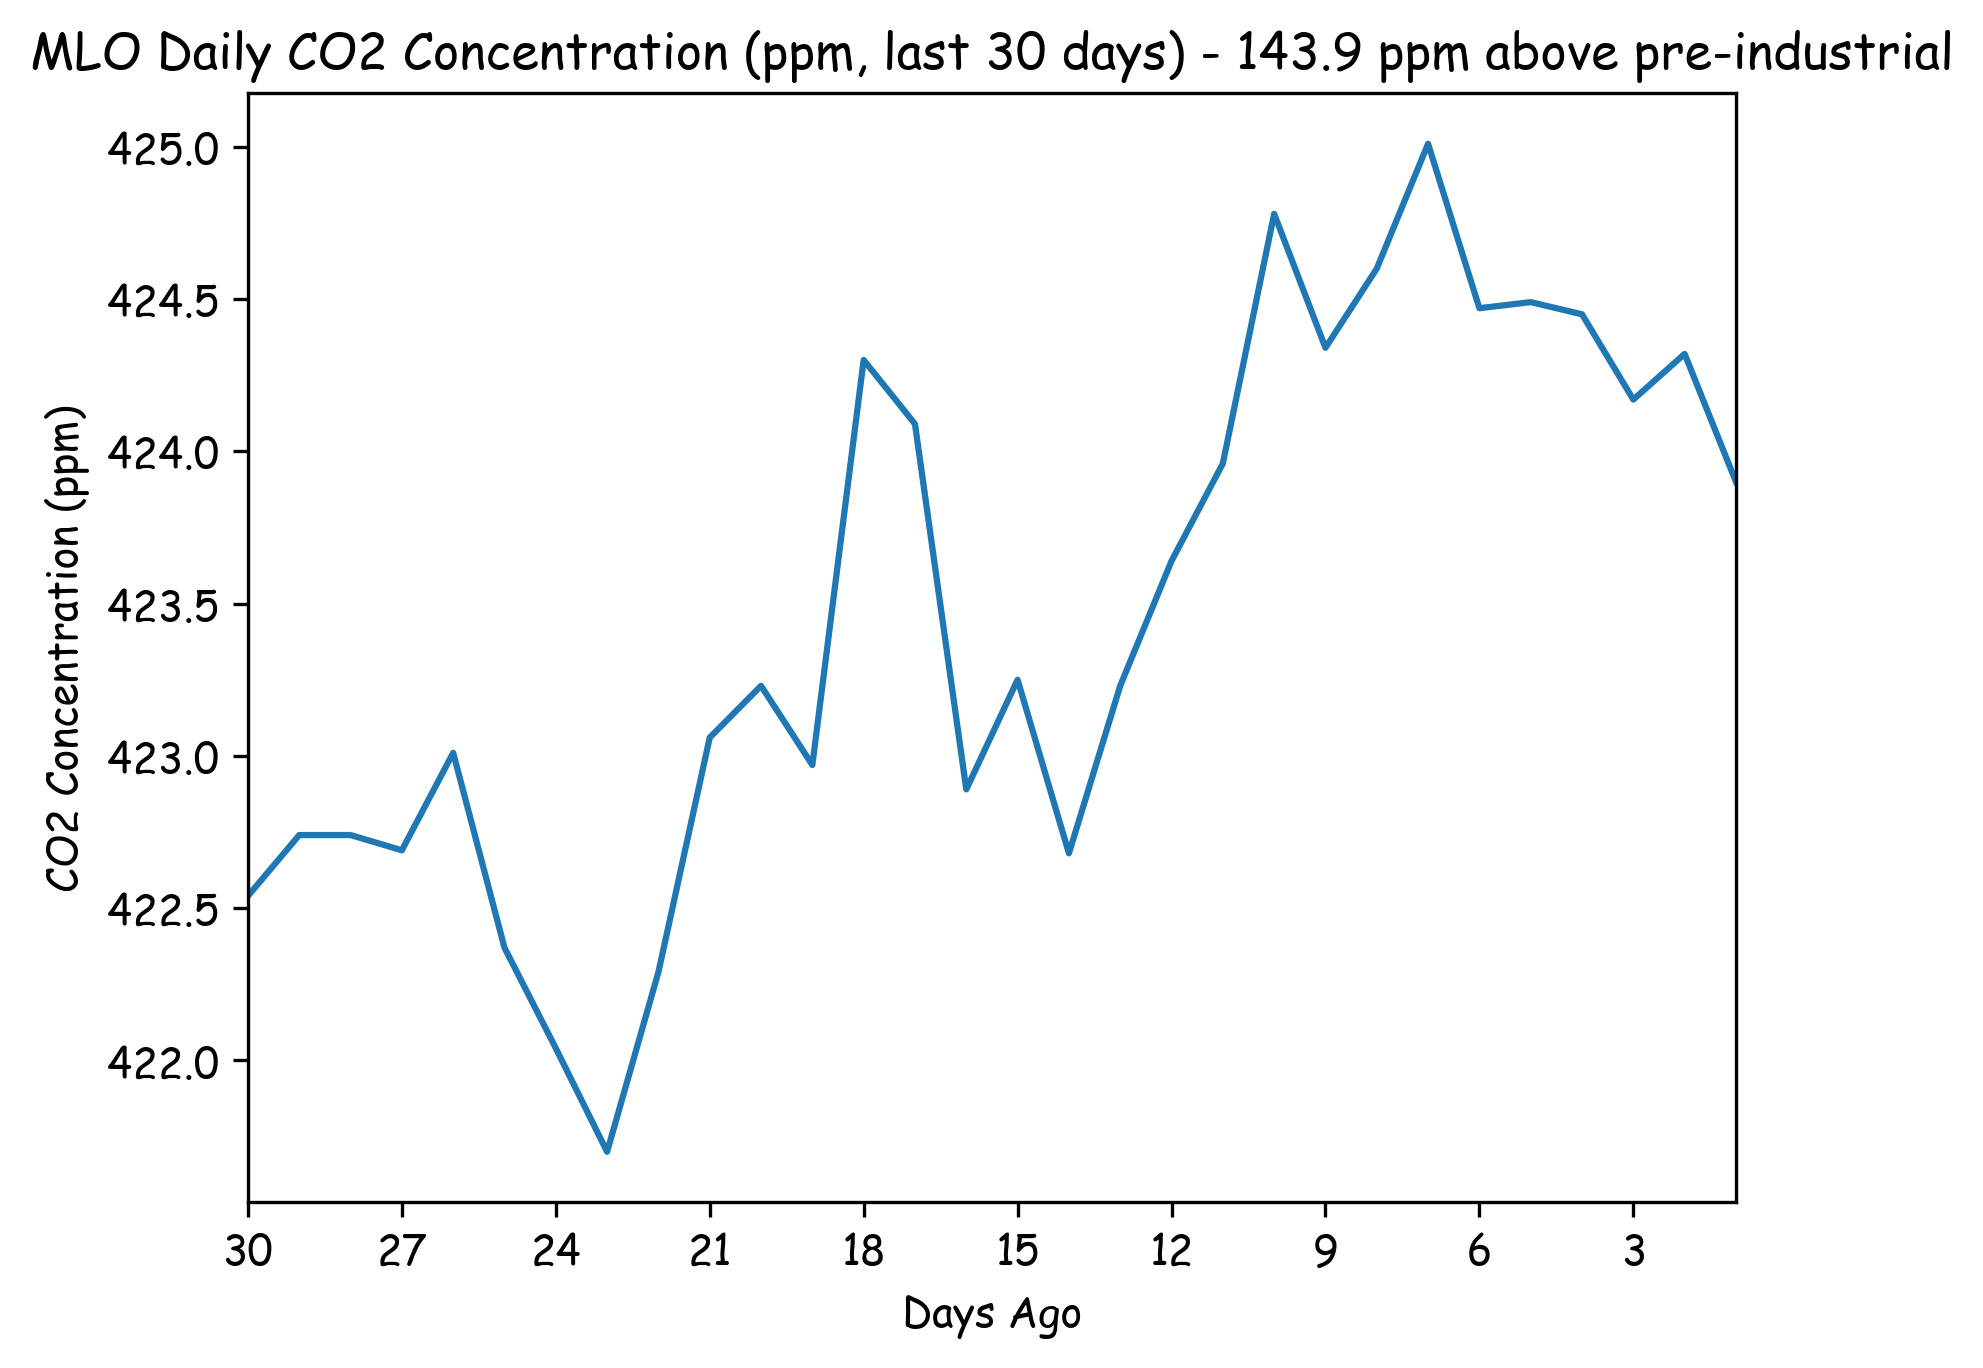 MLO Daily CO2 Concentration (ppm, last 30 days) - 143.9 ppm above pre-industrial
425.0
424.5
424.0
423.5
423.0
422.5
422.0
CO2 Concentration (ppm)
30 27 24 21 18 15 12 9 6 3
Days Ago